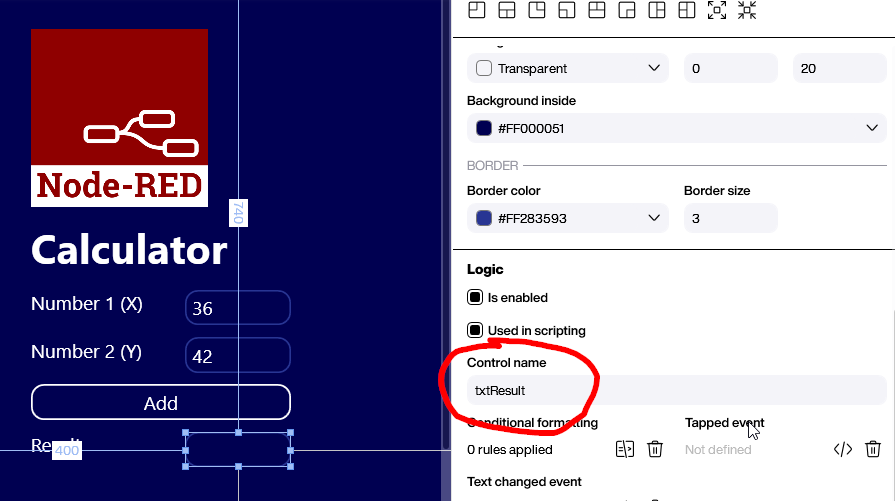 Node-RED
740
Calculator
Number 1 (X)
36
Number 2 (Y)
42
Add
400
Transparent
0
20
Background inside
#FF000051
BORDER
Border color
Border size
#FF283593
3
Logic
Is enabled
Used in scripting
Control name
txtResult
Conditional formatting
Tapped event
0 rules applied
Not defined
Text changed event